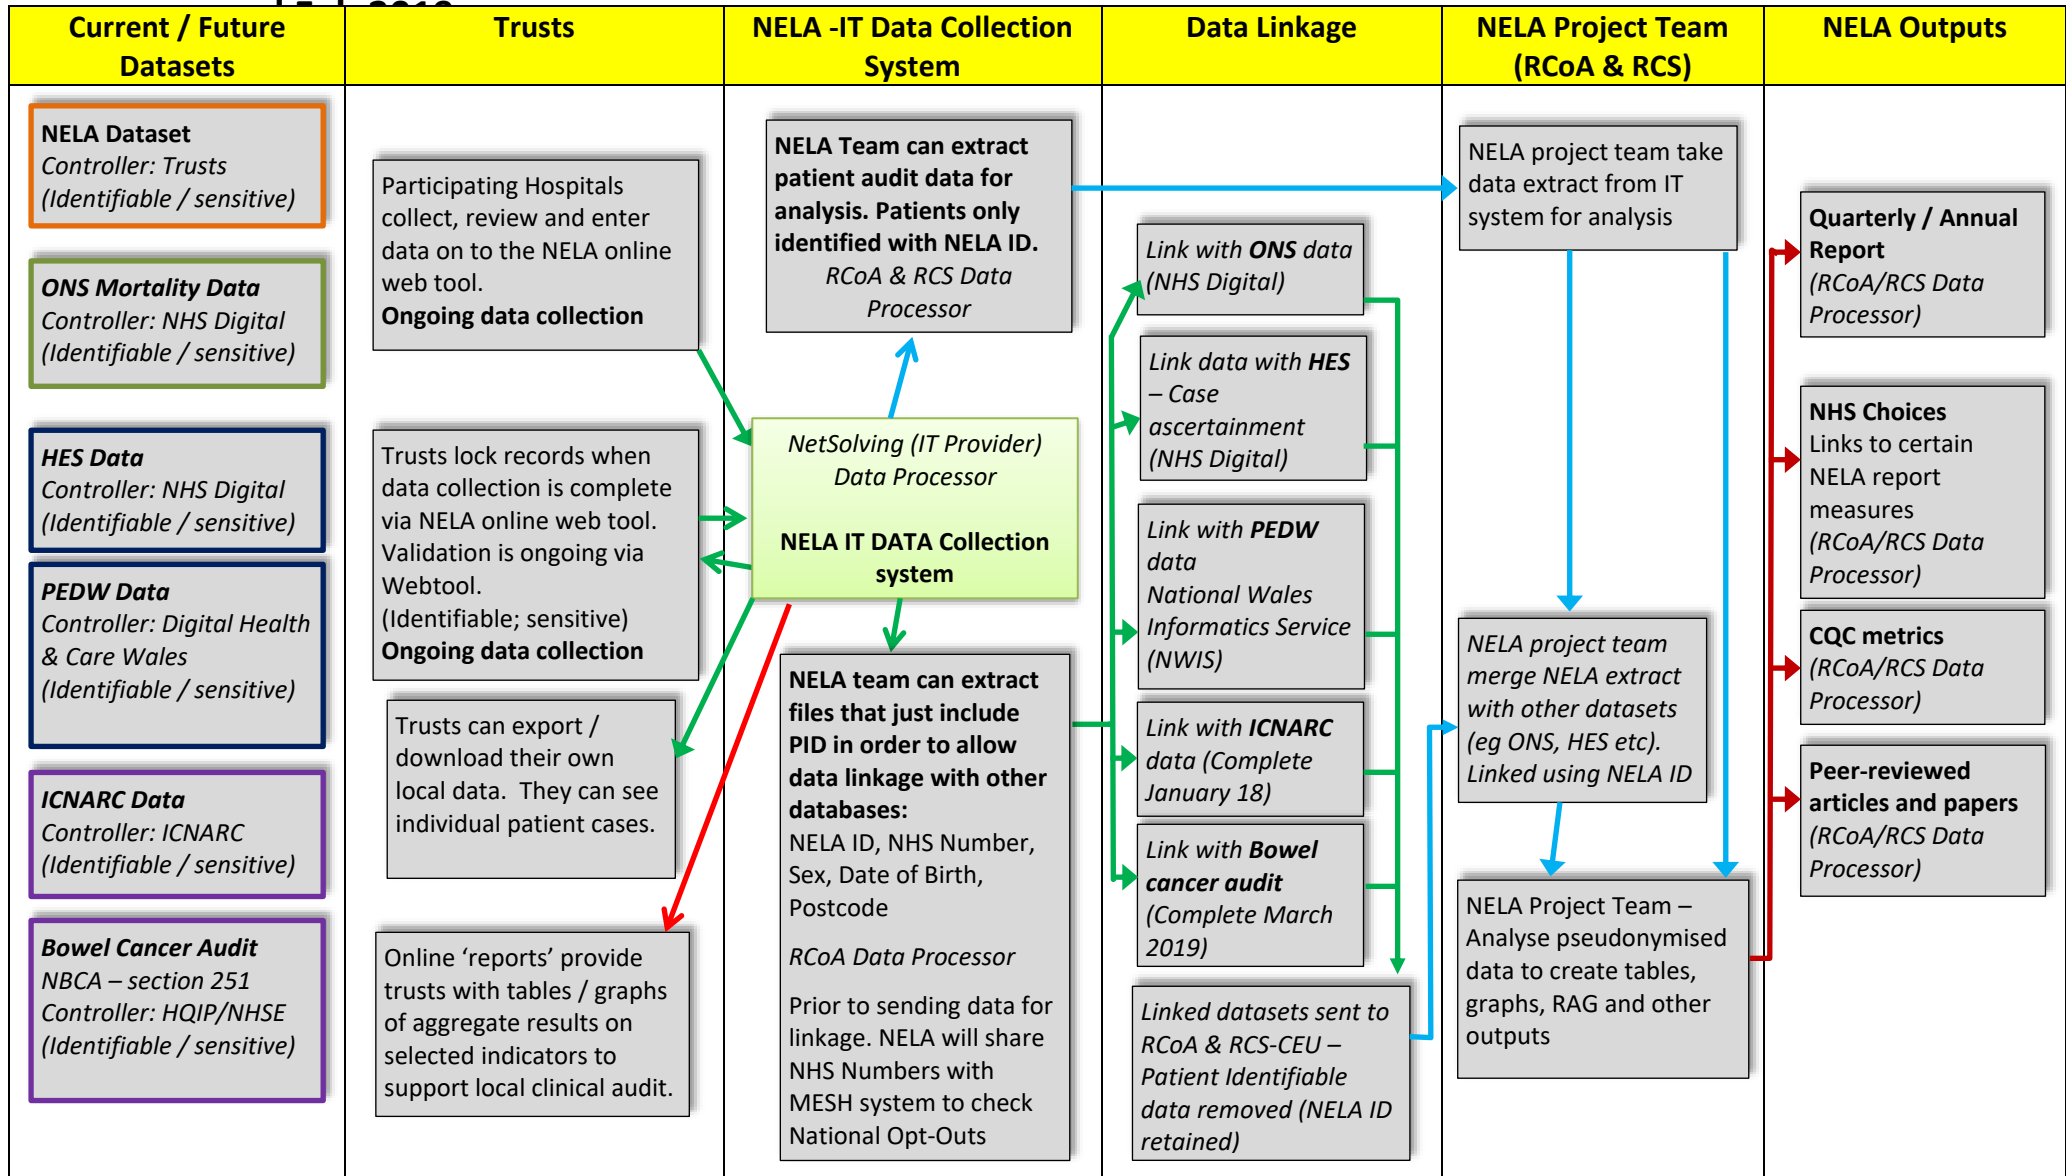 Current / Future
Datasets
Trusts
NELA -IT Data Collection
System
Data Linkage
NELA Project Team
(RCoA & RCS)
NELA Outputs
NELA Dataset
Controller: Trusts
(Identifiable / sensitive)
ONS Mortality Data
Controller: NHS Digital
(Identifiable / sensitive)
HES Data
Controller: NHS Digital
(Identifiable / sensitive)
PEDW Data
Controller: Digital Health
& Care Wales
(Identifiable / sensitive)
ICNARC Data
Controller: ICNARC
(Identifiable / sensitive)
Bowel Cancer Audit
NBCA – section 251
Controller: HQIP/NHSE
(Identifiable / sensitive)
Participating Hospitals
collect, review and enter
data on to the NELA online
web tool.
Ongoing data collection
Trusts lock records when
data collection is complete
via NELA online web tool.
Validation is ongoing via
Webtool.
(Identifiable; sensitive)
Ongoing data collection
Trusts can export /
download their own
local data.  They can see
individual patient cases.
Online ‘reports’ provide
trusts with tables / graphs
of aggregate results on
selected indicators to
support local clinical audit.
NELA Team can extract
patient audit data for
analysis. Patients only
identified with NELA ID.
RCoA & RCS Data
Processor
NetSolving (IT Provider)
Data Processor
NELA IT DATA Collection
system
NELA team can extract
files that just include
PID in order to allow
data linkage with other
databases:
NELA ID, NHS Number,
Sex, Date of Birth,
Postcode
RCoA Data Processor
Prior to sending data for
linkage. NELA will share
NHS Numbers with
MESH system to check
National Opt-Outs
Link with ONS data
(NHS Digital)
Link data with HES
– Case
ascertainment
(NHS Digital)
Link with PEDW
data
National Wales
Informatics Service
(NWIS)
Link with ICNARC
data (Complete
January 18)
Link with Bowel
cancer audit
(Complete March
2019)
Linked datasets sent to
RCoA & RCS-CEU –
Patient Identifiable
data removed (NELA ID
retained)
NELA project team take
data extract from IT
system for analysis
NELA project team
merge NELA extract
with other datasets
(eg ONS, HES etc).
Linked using NELA ID
NELA Project Team –
Analyse pseudonymised
data to create tables,
graphs, RAG and other
outputs
Quarterly / Annual
Report
(RCoA/RCS Data
Processor)
NHS Choices
Links to certain
NELA report
measures
(RCoA/RCS Data
Processor)
CQC metrics
(RCoA/RCS Data
Processor)
Peer-reviewed
articles and papers
(RCoA/RCS Data
Processor)